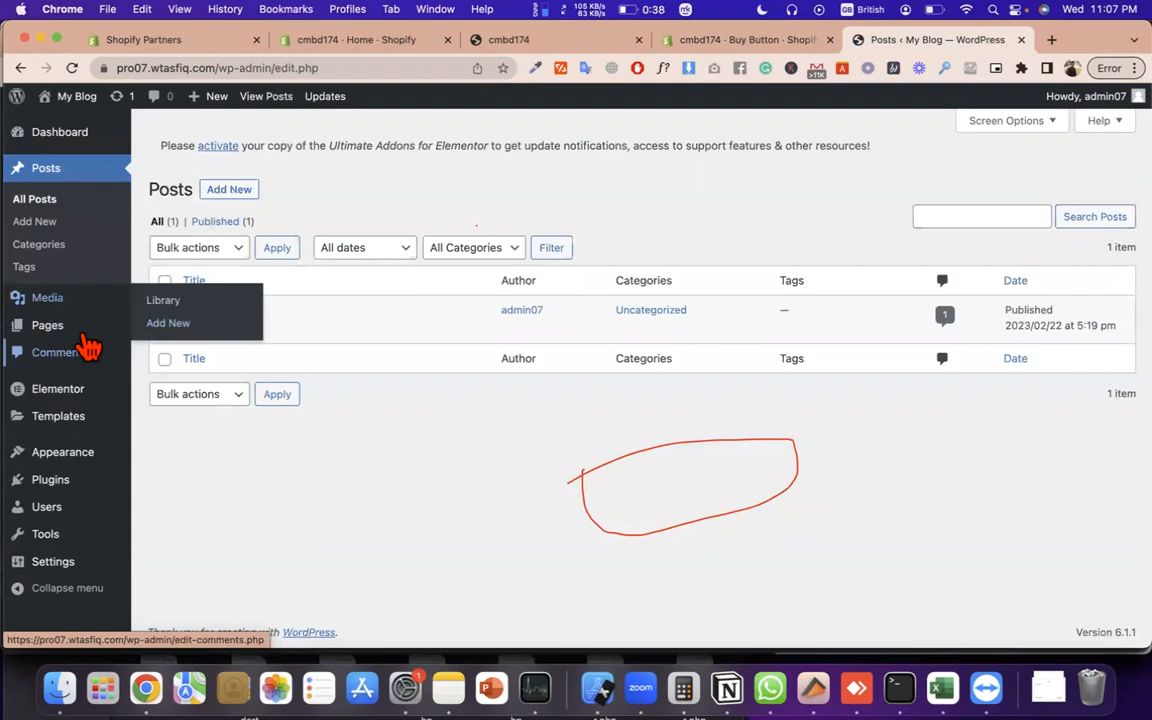 Chrome File Edit View History Bookmarks Profiles Tab Window Help 105 KB/s 63 KB/s 0:38 British Wed 11:07 PM
Shopify Partners cmbd174 - Home - Shopify cmbd174 cmbd174 - Buy Button - Shopif Posts ‹ My Blog — WordPress
pro07.wtasfiq.com/wp-admin/edit.php f? >11K Error
My Blog 1 0 New View Posts Updates Howdy, admin07
Dashboard
Screen Options Help
Please activate your copy of the Ultimate Addons for Elementor to get update notifications, access to support features & other resources!
Posts
Posts Add New
All Posts
All (1) | Published (1)
Search Posts
Add New
Categories
Bulk actions Apply All dates All Categories Filter 1 item
Tags
Title Author Categories Tags Date
Media
Library
admin07 Uncategorized — 1 Published
2023/02/22 at 5:19 pm
Pages
Add New
Comm
Title Author Categories Tags Date
Elementor
Bulk actions Apply 1 item
Templates
Appearance
Plugins
Users
Tools
Settings
Collapse menu
WordPress. Version 6.1.1
https://pro07.wtasfiq.com/wp-admin/edit-comments.php
1